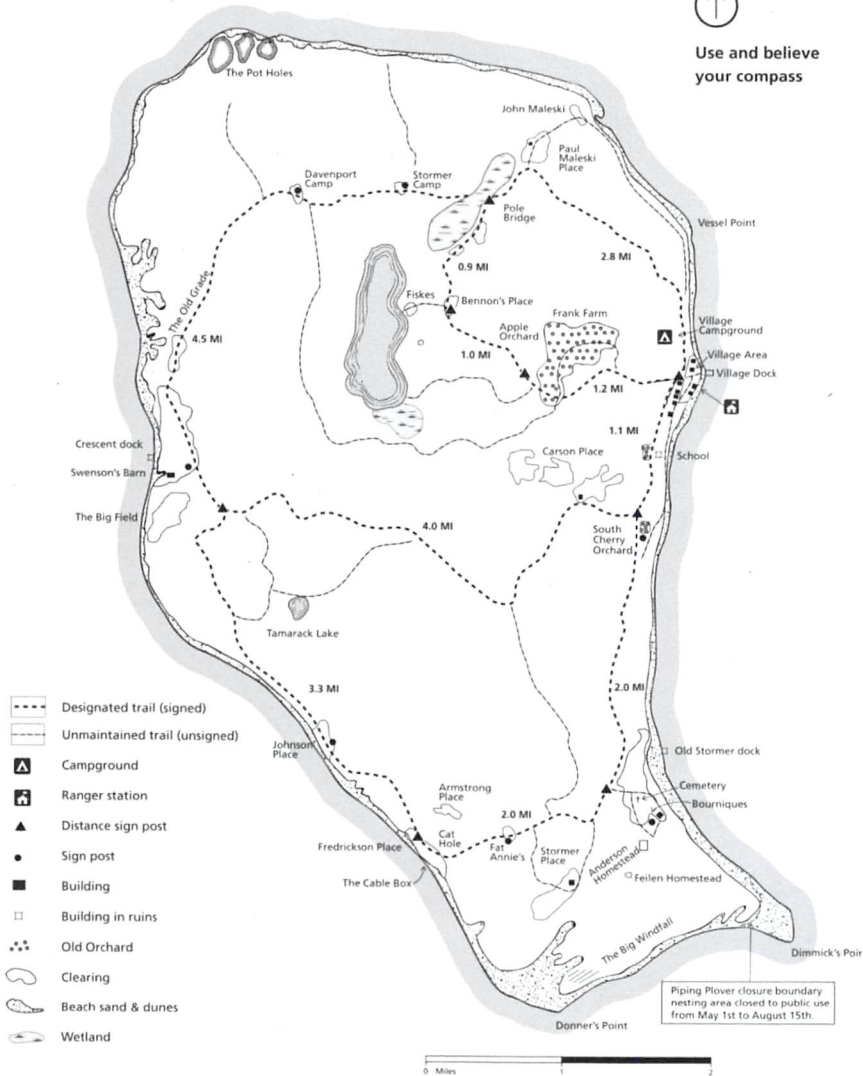 Use and believe
your compass
The Pot Holes
John Maleski
Paul
Maleski
Place
Davenport
Camp
Stormer
Camp
Pole
Bridge
Vessel Point
2.8 MI
0.9 MI
The Old Grade
Fiskes
Bennon's Place
Frank Farm
Apple
Orchard
Village
Campground
4.5 MI
1.0 MI
Village Area
Village Dock
1.2 MI
1.1 MI
Crescent dock
Carson Place
School
Swenson's Barn
The Big Field
4.0 MI
South
Cherry
Orchard
Tamarack Lake
3.3 MI
2.0 MI
Johnson
Place
Old Stormer dock
Armstrong
Place
Cemetery
Bourniques
2.0 MI
Fredrickson Place
Cat
Hole
Fat
Annie's
Stormer
Place
Anderson
Homestead
The Cable Box
Feilen Homestead
The Big Windfall
Dimmick's Poir
Donner's Point
Piping Plover closure boundary
nesting area closed to public use
from May 1st to August 15th.
Designated trail (signed)
Unmaintained trail (unsigned)
Campground
Ranger station
Distance sign post
Sign post
Building
Building in ruins
Old Orchard
Clearing
Beach sand & dunes
Wetland
0 Miles 1 2